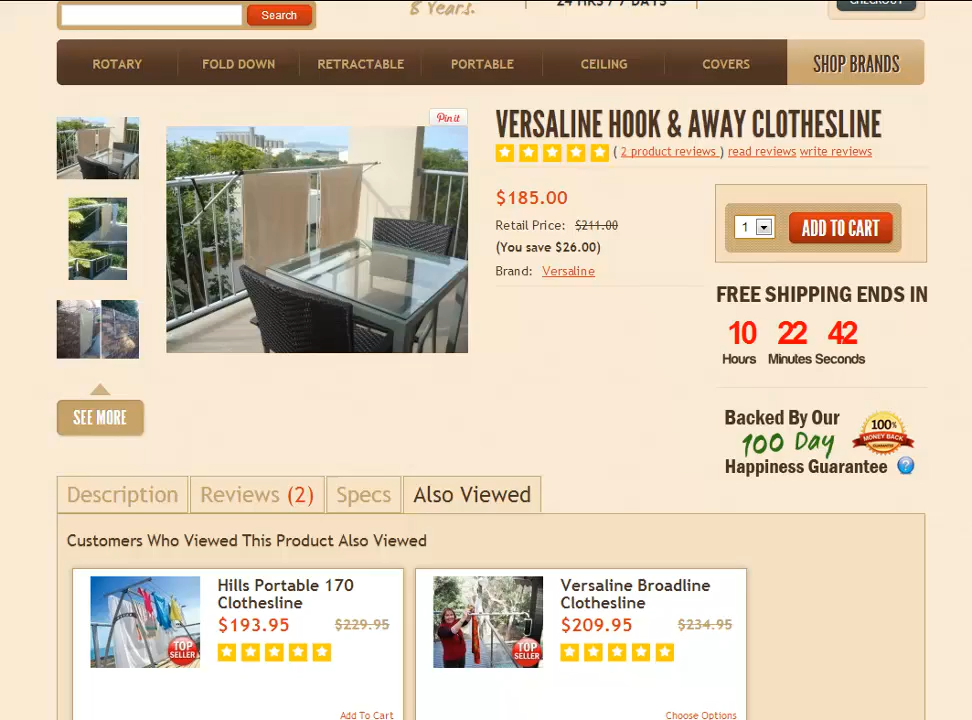 8 Years.
24 HRS / 7 DAYS
CHECKOUT
Search
ROTARY
FOLD DOWN
RETRACTABLE
PORTABLE
CEILING
COVERS
SHOP BRANDS
Pin it
VERSALINE HOOK & AWAY CLOTHESLINE
( 2 product reviews ) read reviews write reviews
$185.00
Retail Price: $211.00
(You save $26.00)
Brand: Versaline
1
ADD TO CART
FREE SHIPPING ENDS IN
10 22 42
Hours Minutes Seconds
SEE MORE
Backed By Our
100 Day
Happiness Guarantee ?
100%
MONEY BACK
Description
Reviews (2)
Specs
Also Viewed
Customers Who Viewed This Product Also Viewed
Hills Portable 170
Clothesline
$193.95 $229.95
TOP
SELLER
Add To Cart
Versaline Broadline
Clothesline
$209.95 $234.95
TOP
SELLER
Choose Options